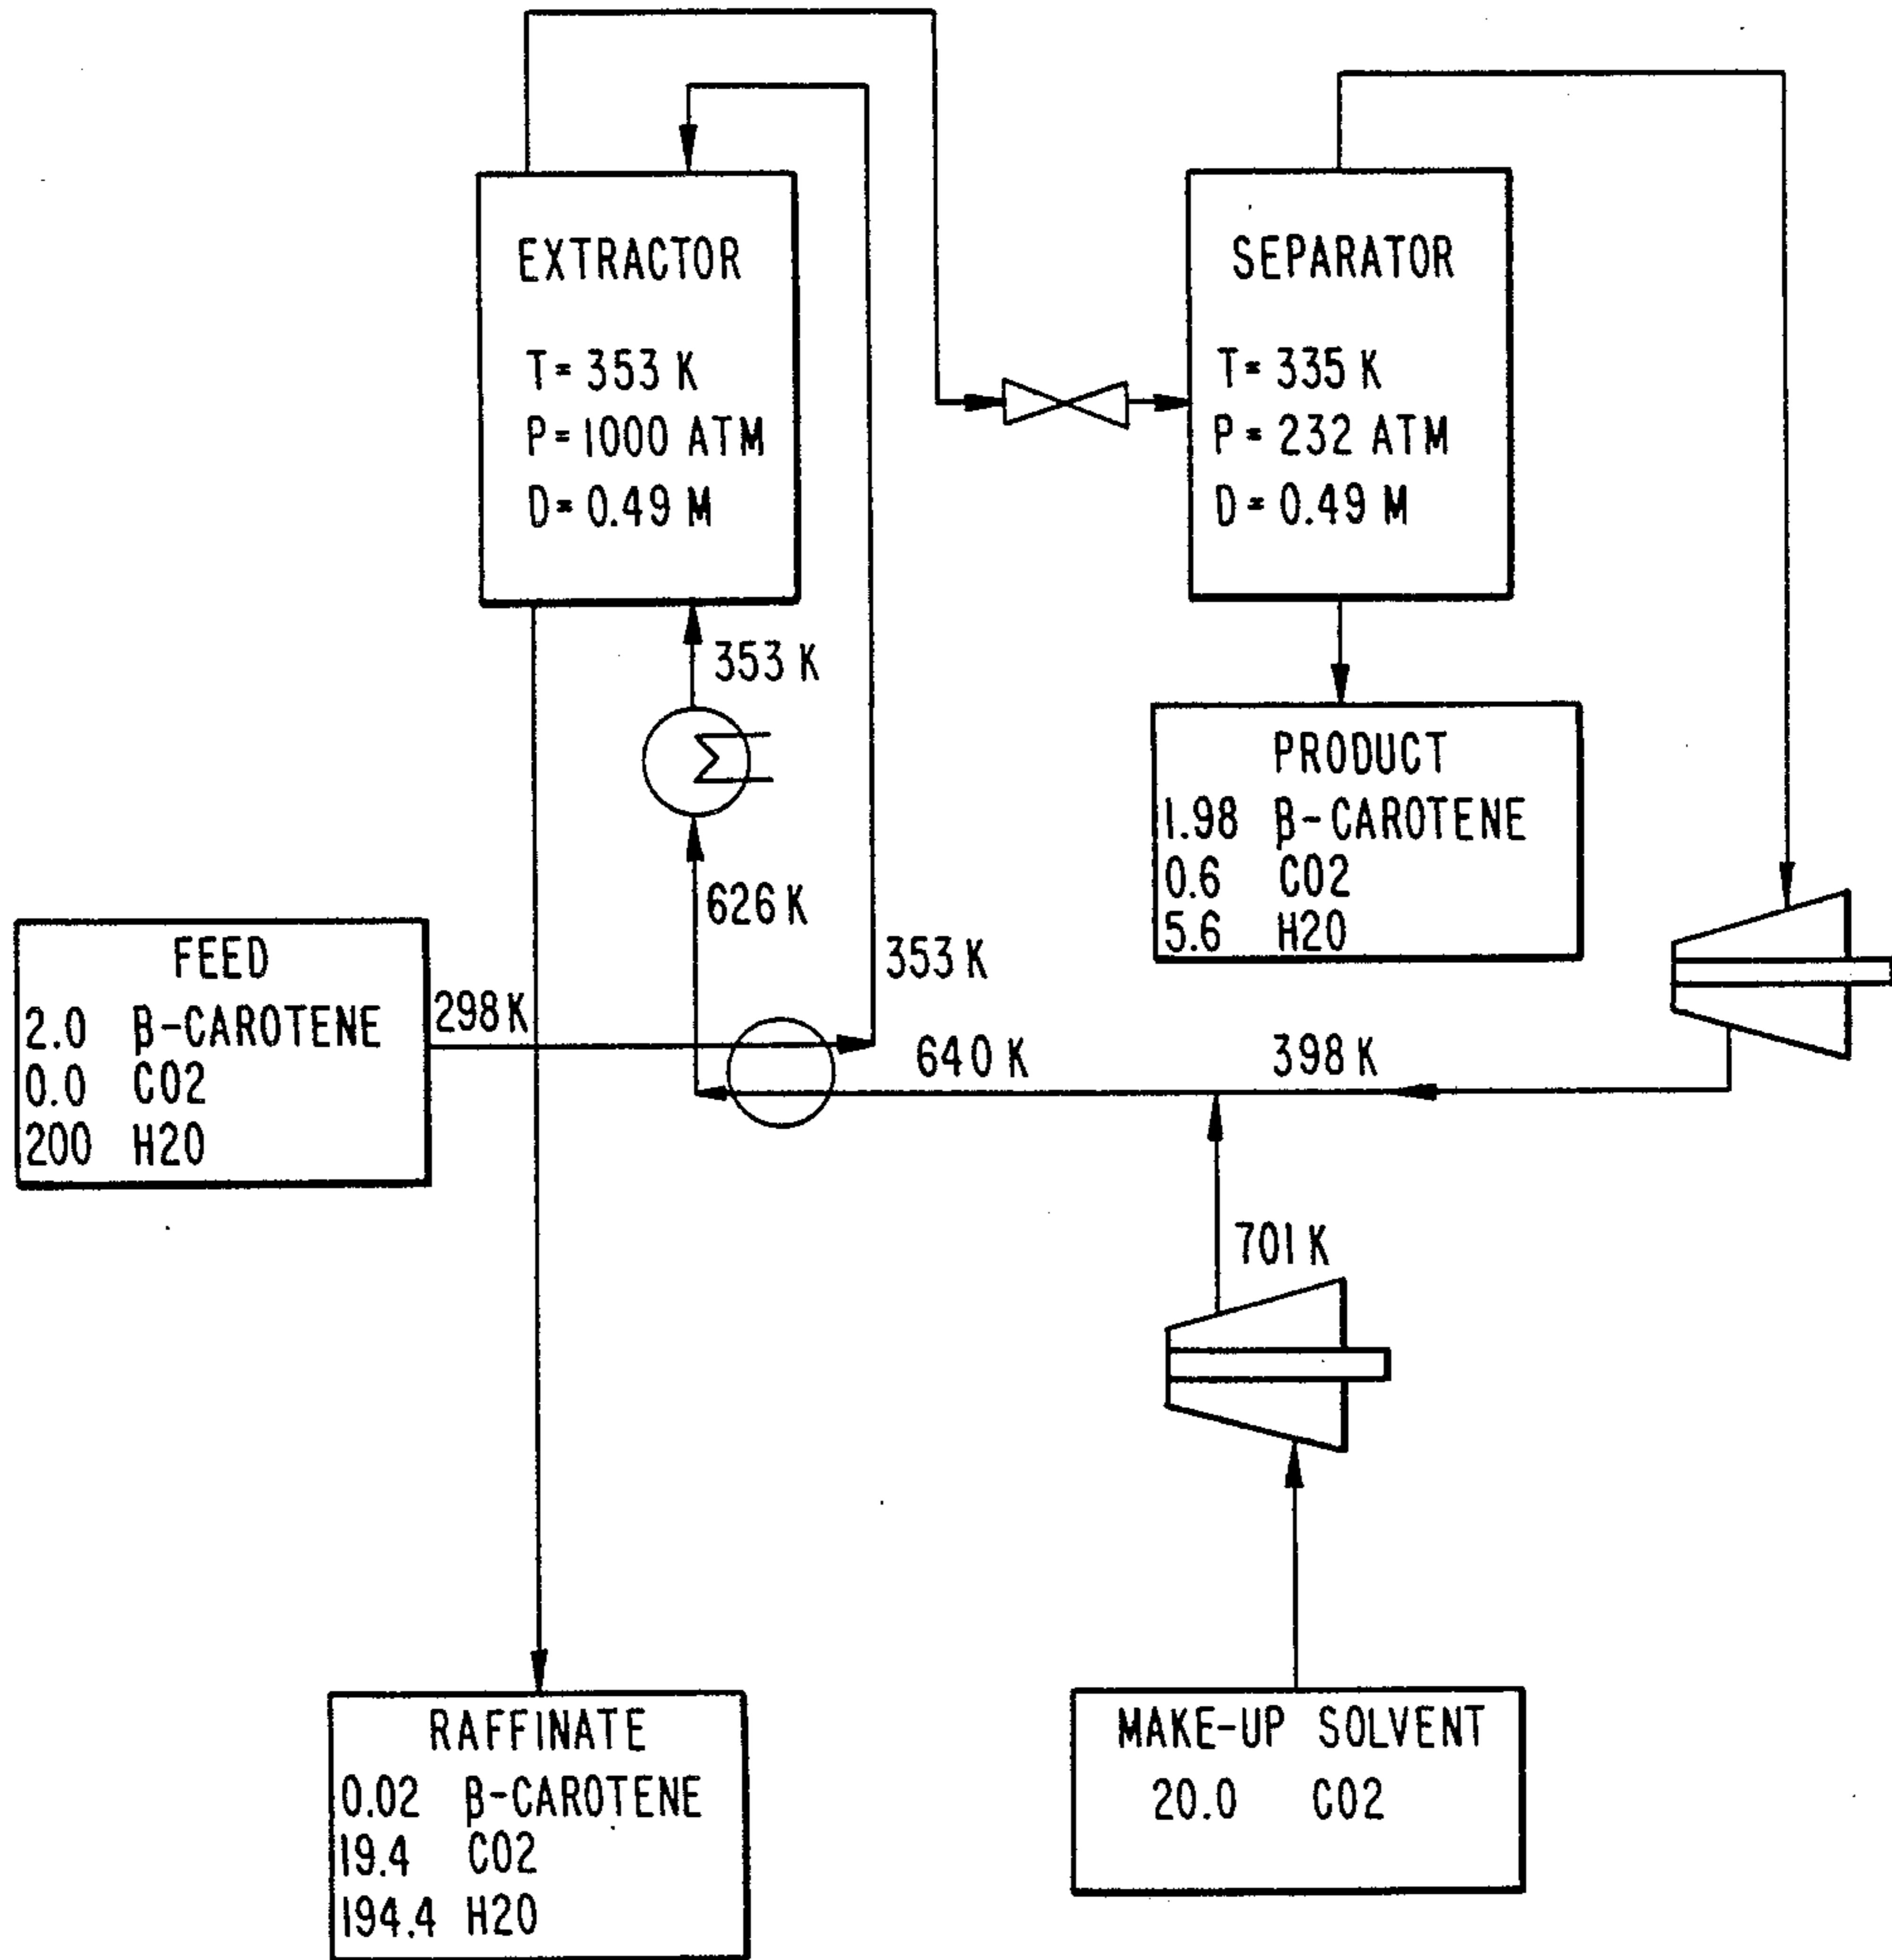 EXTRACTOR
T= 353 K
P= 1000 ATM
D= 0.49 M
SEPARATOR
T= 335 K
P= 232 ATM
D= 0.49 M
353 K
PRODUCT
1.98 β-CAROTENE
0.6 CO2
5.6 H2O
626 K
353 K
FEED
2.0 β-CAROTENE
0.0 CO2
200 H2O
298 K
640 K
398 K
701 K
RAFFINATE
0.02 β-CAROTENE
19.4 CO2
194.4 H2O
MAKE-UP SOLVENT
20.0 CO2